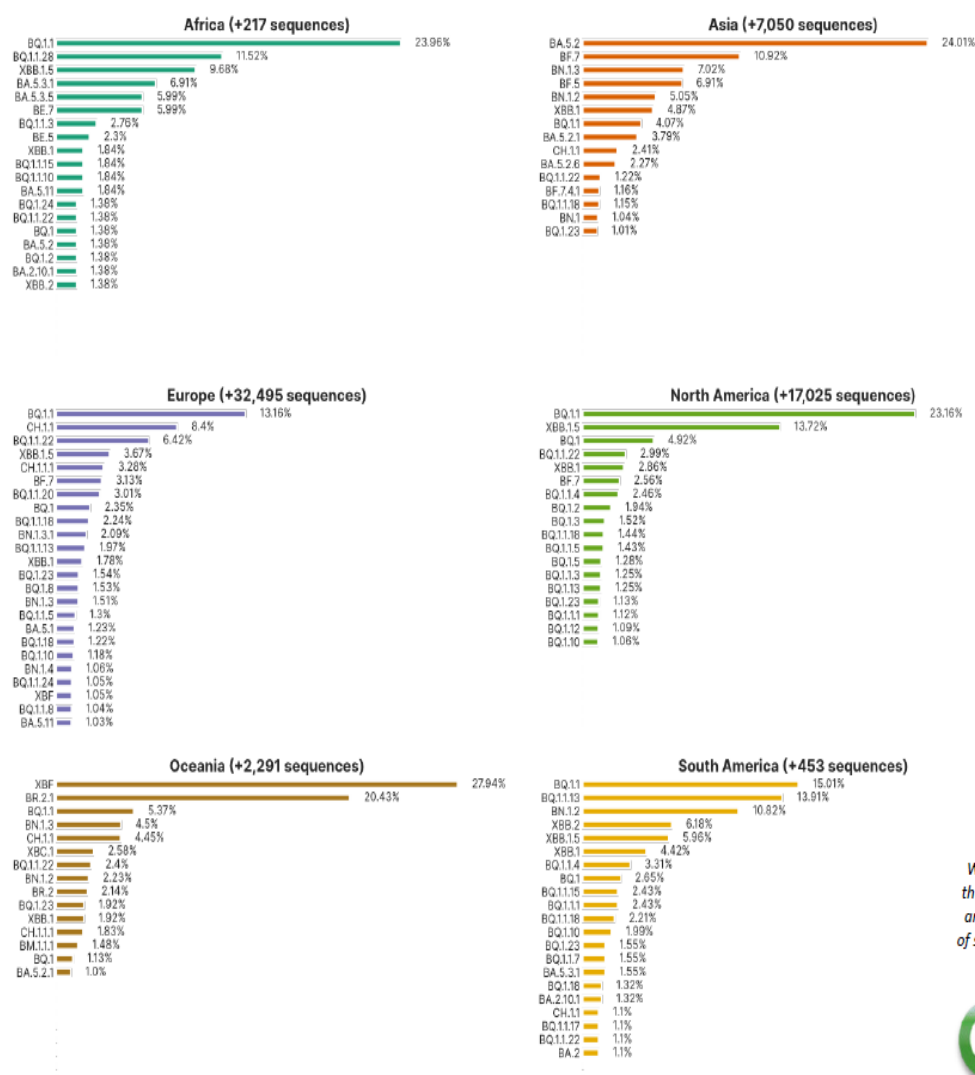 Africa (+217 sequences)
BQ.1.1 23.96%
BQ.1.1.28 11.52%
XBB.1.5 9.68%
BA.5.3.1 6.91%
BA.5.3.5 5.99%
BE.7 5.99%
BQ.1.1.3 2.76%
BE.5 2.3%
XBB.1 1.84%
BQ.1.1.15 1.84%
BQ.1.1.10 1.84%
BA.5.11 1.84%
BQ.1.24 1.38%
BQ.1.1.22 1.38%
BQ.1 1.38%
BA.5.2 1.38%
BQ.1.2 1.38%
BA.2.10.1 1.38%
XBB.2 1.38%
Asia (+7,050 sequences)
BA.5.2 24.01%
BF.7 10.92%
BN.1.3 7.02%
BF.5 6.91%
BN.1.2 5.05%
XBB.1 4.87%
BQ.1.1 4.07%
BA.5.2.1 3.79%
CH.1.1 2.41%
BA.5.2.6 2.27%
BQ.1.1.22 1.22%
BF.7.4.1 1.16%
BQ.1.1.18 1.15%
BN.1 1.04%
BQ.1.23 1.01%
Europe (+32,495 sequences)
BQ.1.1 13.16%
CH.1.1 8.4%
BQ.1.1.22 6.42%
XBB.1.5 3.67%
CH.1.1.1 3.28%
BF.7 3.13%
BQ.1.1.20 3.01%
BQ.1 2.35%
BQ.1.1.18 2.24%
BN.1.3.1 2.09%
BQ.1.1.13 1.97%
XBB.1 1.78%
BQ.1.23 1.54%
BQ.1.8 1.53%
BN.1.3 1.51%
BQ.1.1.5 1.3%
BA.5.1 1.23%
BQ.1.18 1.22%
BQ.1.10 1.18%
BN.1.4 1.06%
BQ.1.1.24 1.05%
XBF 1.05%
BQ.1.1.8 1.04%
BA.5.11 1.03%
North America (+17,025 sequences)
BQ.1.1 23.16%
XBB.1.5 13.72%
BQ.1 4.92%
BQ.1.1.22 2.99%
XBB.1 2.86%
BF.7 2.56%
BQ.1.1.4 2.46%
BQ.1.2 1.94%
BQ.1.3 1.52%
BQ.1.1.18 1.44%
BQ.1.1.5 1.43%
BQ.1.5 1.28%
BQ.1.1.3 1.25%
BQ.1.13 1.25%
BQ.1.23 1.13%
BQ.1.1.1 1.12%
BQ.1.12 1.09%
BQ.1.10 1.06%
Oceania (+2,291 sequences)
XBF 27.94%
BR.2.1 20.43%
BQ.1.1 5.37%
BN.1.3 4.5%
CH.1.1 4.45%
XBC.1 2.58%
BQ.1.1.22 2.4%
BN.1.2 2.23%
BR.2 2.14%
BQ.1.23 1.92%
XBB.1 1.92%
CH.1.1.1 1.83%
BM.1.1.1 1.48%
BQ.1 1.13%
BA.5.2.1 1.0%
South America (+453 sequences)
BQ.1.1 15.01%
BQ.1.1.13 13.91%
BN.1.2 10.82%
XBB.2 6.18%
XBB.1.5 5.96%
XBB.1 4.42%
BQ.1.1.4 3.31%
BQ.1 2.65%
BQ.1.1.15 2.43%
BQ.1.1.1 2.43%
BQ.1.1.18 2.21%
BQ.1.10 1.99%
BQ.1.23 1.55%
BQ.1.1.7 1.55%
BA.5.3.1 1.55%
BQ.1.18 1.32%
BA.2.10.1 1.32%
CH.1.1 1.1%
BQ.1.1.17 1.1%
BQ.1.1.22 1.1%
BA.2 1.1%